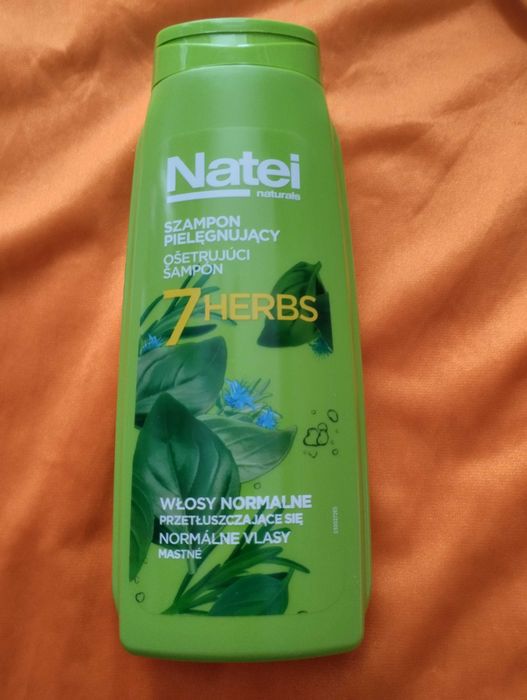 Natei
naturals
SZAMPON
PIELĘGNUJĄCY
OŠETRUJÚCI
ŠAMPÓN
7 HERBS
WŁOSY NORMALNE
PRZETŁUSZCZAJĄCE SIĘ
NORMÁLNE VLASY
MASTNÉ